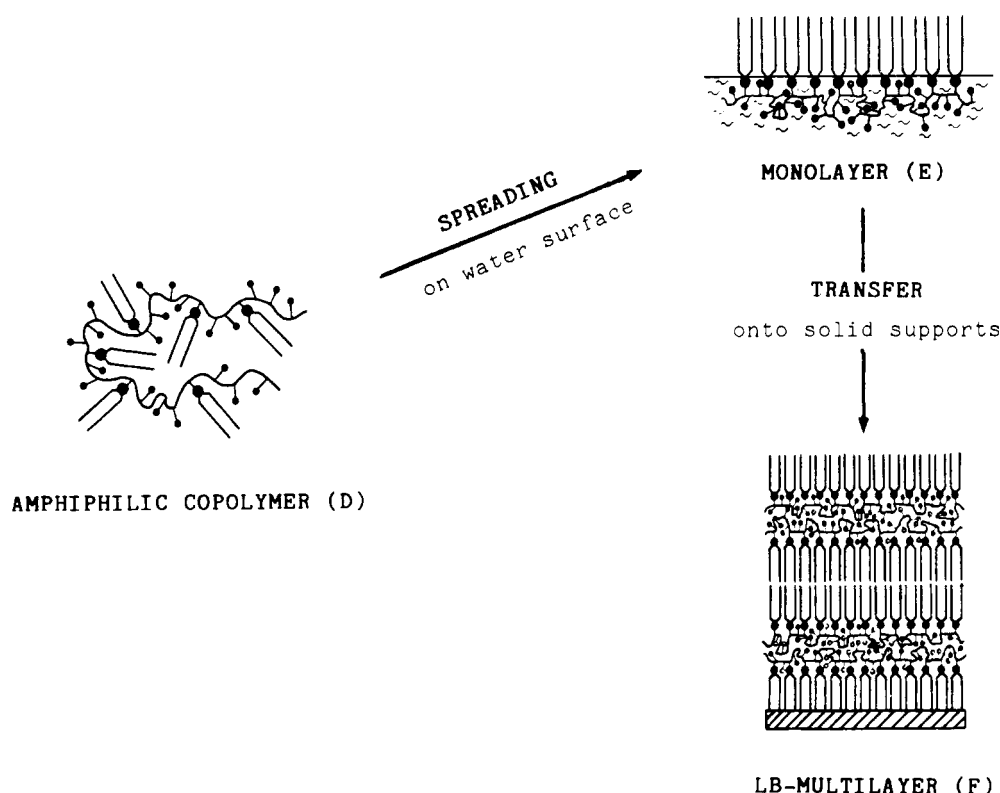 MONOLAYER (E)
SPREADING
on water surface
TRANSFER
onto solid supports
AMPHIPHILIC COPOLYMER (D)
LB-MULTILAYER (F)